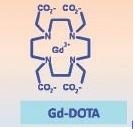 CO₂⁻ CO₂⁻
N N
Gd³⁺
N N
CO₂⁻ CO₂⁻
Gd-DOTA